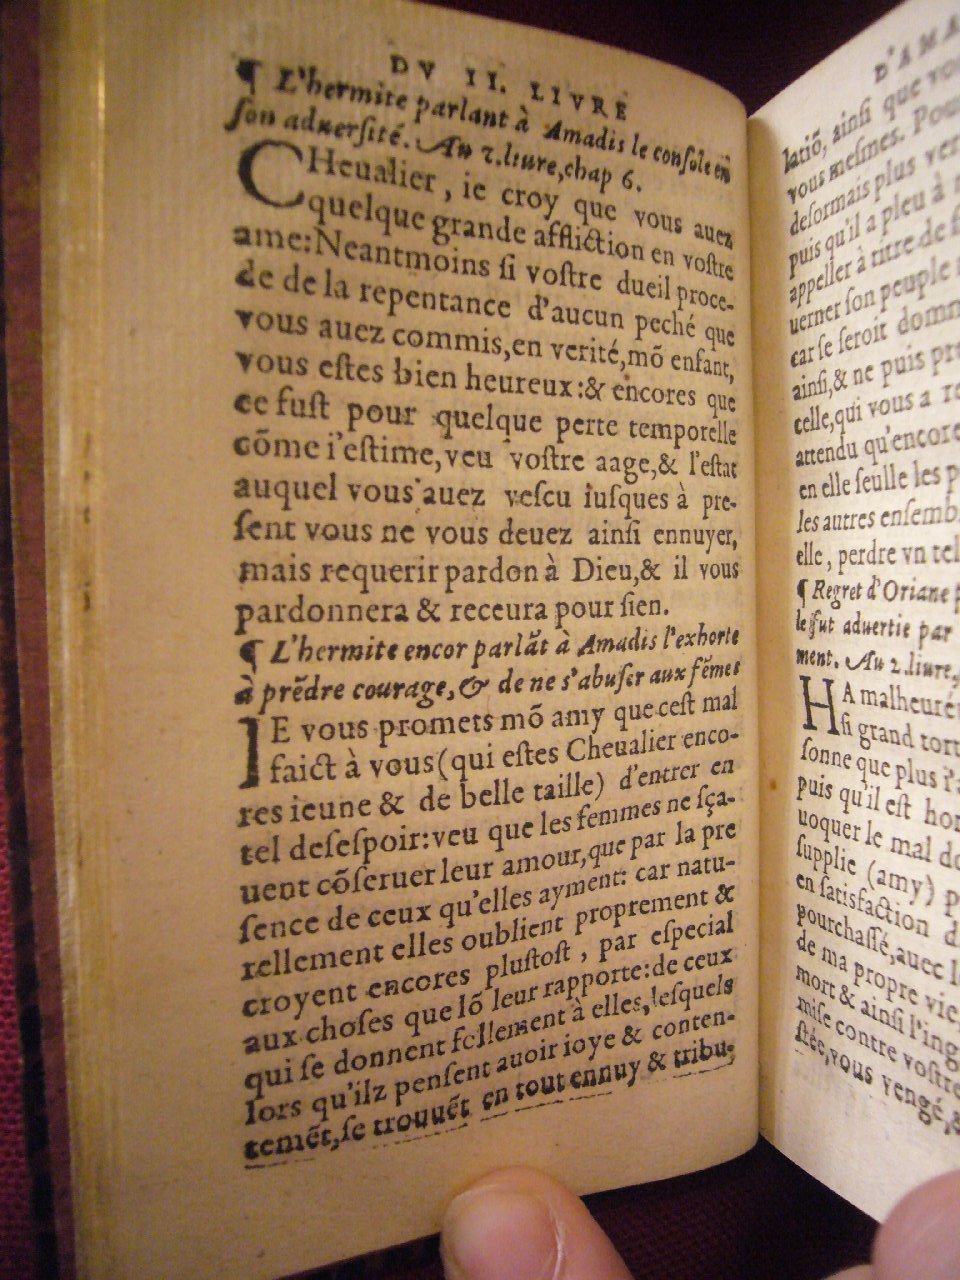 DV II. LIVRE
¶ L'hermite parlant à Amadis le console en
son aduersité. Au 2. liure, chap 6.
CHeualier, ie croy que vous auez
quelque grande affliction en vostre
ame: Neantmoins si vostre dueil proce-
de de la repentance d'aucun peché que
vous auez commis, en verité, mõ enfant,
vous estes bien heureux: & encores que
ce fust pour quelque perte temporelle
cõme i'estime, veu vostre aage, & l'estat
auquel vous auez vescu iusques à pre-
sent vous ne vous deuez ainsi ennuyer,
mais requerir pardon à Dieu, & il vous
pardonnera & receura pour sien.
¶ L'hermite encor parlãt à Amadis l'exhorte
à prẽdre courage, & de ne s'abuser aux fẽmes
IE vous promets mõ amy que cest mal
faict à vous (qui estes Cheualier enco-
res ieune & de belle taille) d'entrer en
tel desespoir: veu que les femmes ne sça-
uent cõseruer leur amour, que par la pre
sence de ceux qu'elles ayment: car natu-
rellement elles oublient proprement &
croyent encores plustost, par especial
aux choses que lõ leur rapporte: de ceux
qui se donnent fellement à elles, lesquels
lors qu'ilz pensent auoir ioye & conten-
temẽt, se trouuẽt en tout ennuy & tribu-
D'AMA
latiõ, ainsi que vo
vous mesmes. Pou
desormais plus ver
puis qu'il a pleu à
appeller à titre de
uerner son peuple
car se seroit domm
ainsi, & ne puis pre
celle, qui vous a re
attendu qu'encore
en elle seulle les p
les autres ensemb
elle, perdre vn tel
¶ Regret d'Oriane
le fut aduertie par
ment. Au 2. liure,
HA malheuré
si grand tort
sonne que plus i'a
puis qu'il est hor
uoquer le mal do
supplie (amy) p
en satisfaction d
pourchassé, auec l
de ma propre vie,
mort & ainsi l'ing
mise contre vostre
stée, vous vengé,